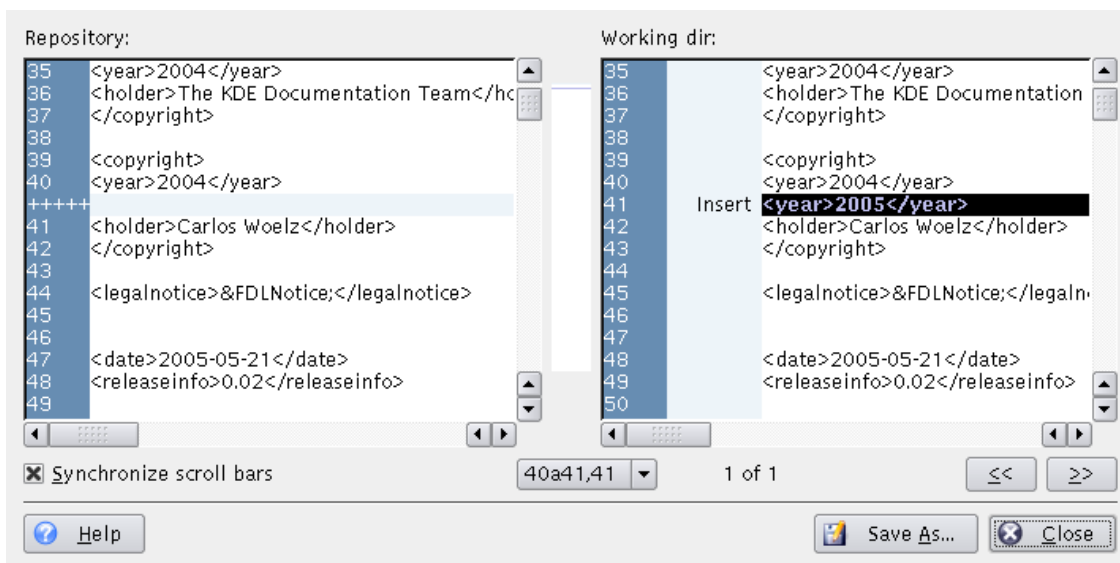 Repository:
35 <year>2004</year>
36 <holder>The KDE Documentation Team</hc
37 </copyright>
38
39 <copyright>
40 <year>2004</year>
+++++
41 <holder>Carlos Woelz</holder>
42 </copyright>
43
44 <legalnotice>&FDLNotice;</legalnotice>
45
46
47 <date>2005-05-21</date>
48 <releaseinfo>0.02</releaseinfo>
49
Working dir:
35 <year>2004</year>
36 <holder>The KDE Documentation
37 </copyright>
38
39 <copyright>
40 <year>2004</year>
41 Insert <year>2005</year>
42 <holder>Carlos Woelz</holder>
43 </copyright>
44
45 <legalnotice>&FDLNotice;</legaln
46
47
48 <date>2005-05-21</date>
49 <releaseinfo>0.02</releaseinfo>
50
Synchronize scroll bars
40a41,41
1 of 1
<<
>>
Help
Save As...
Close